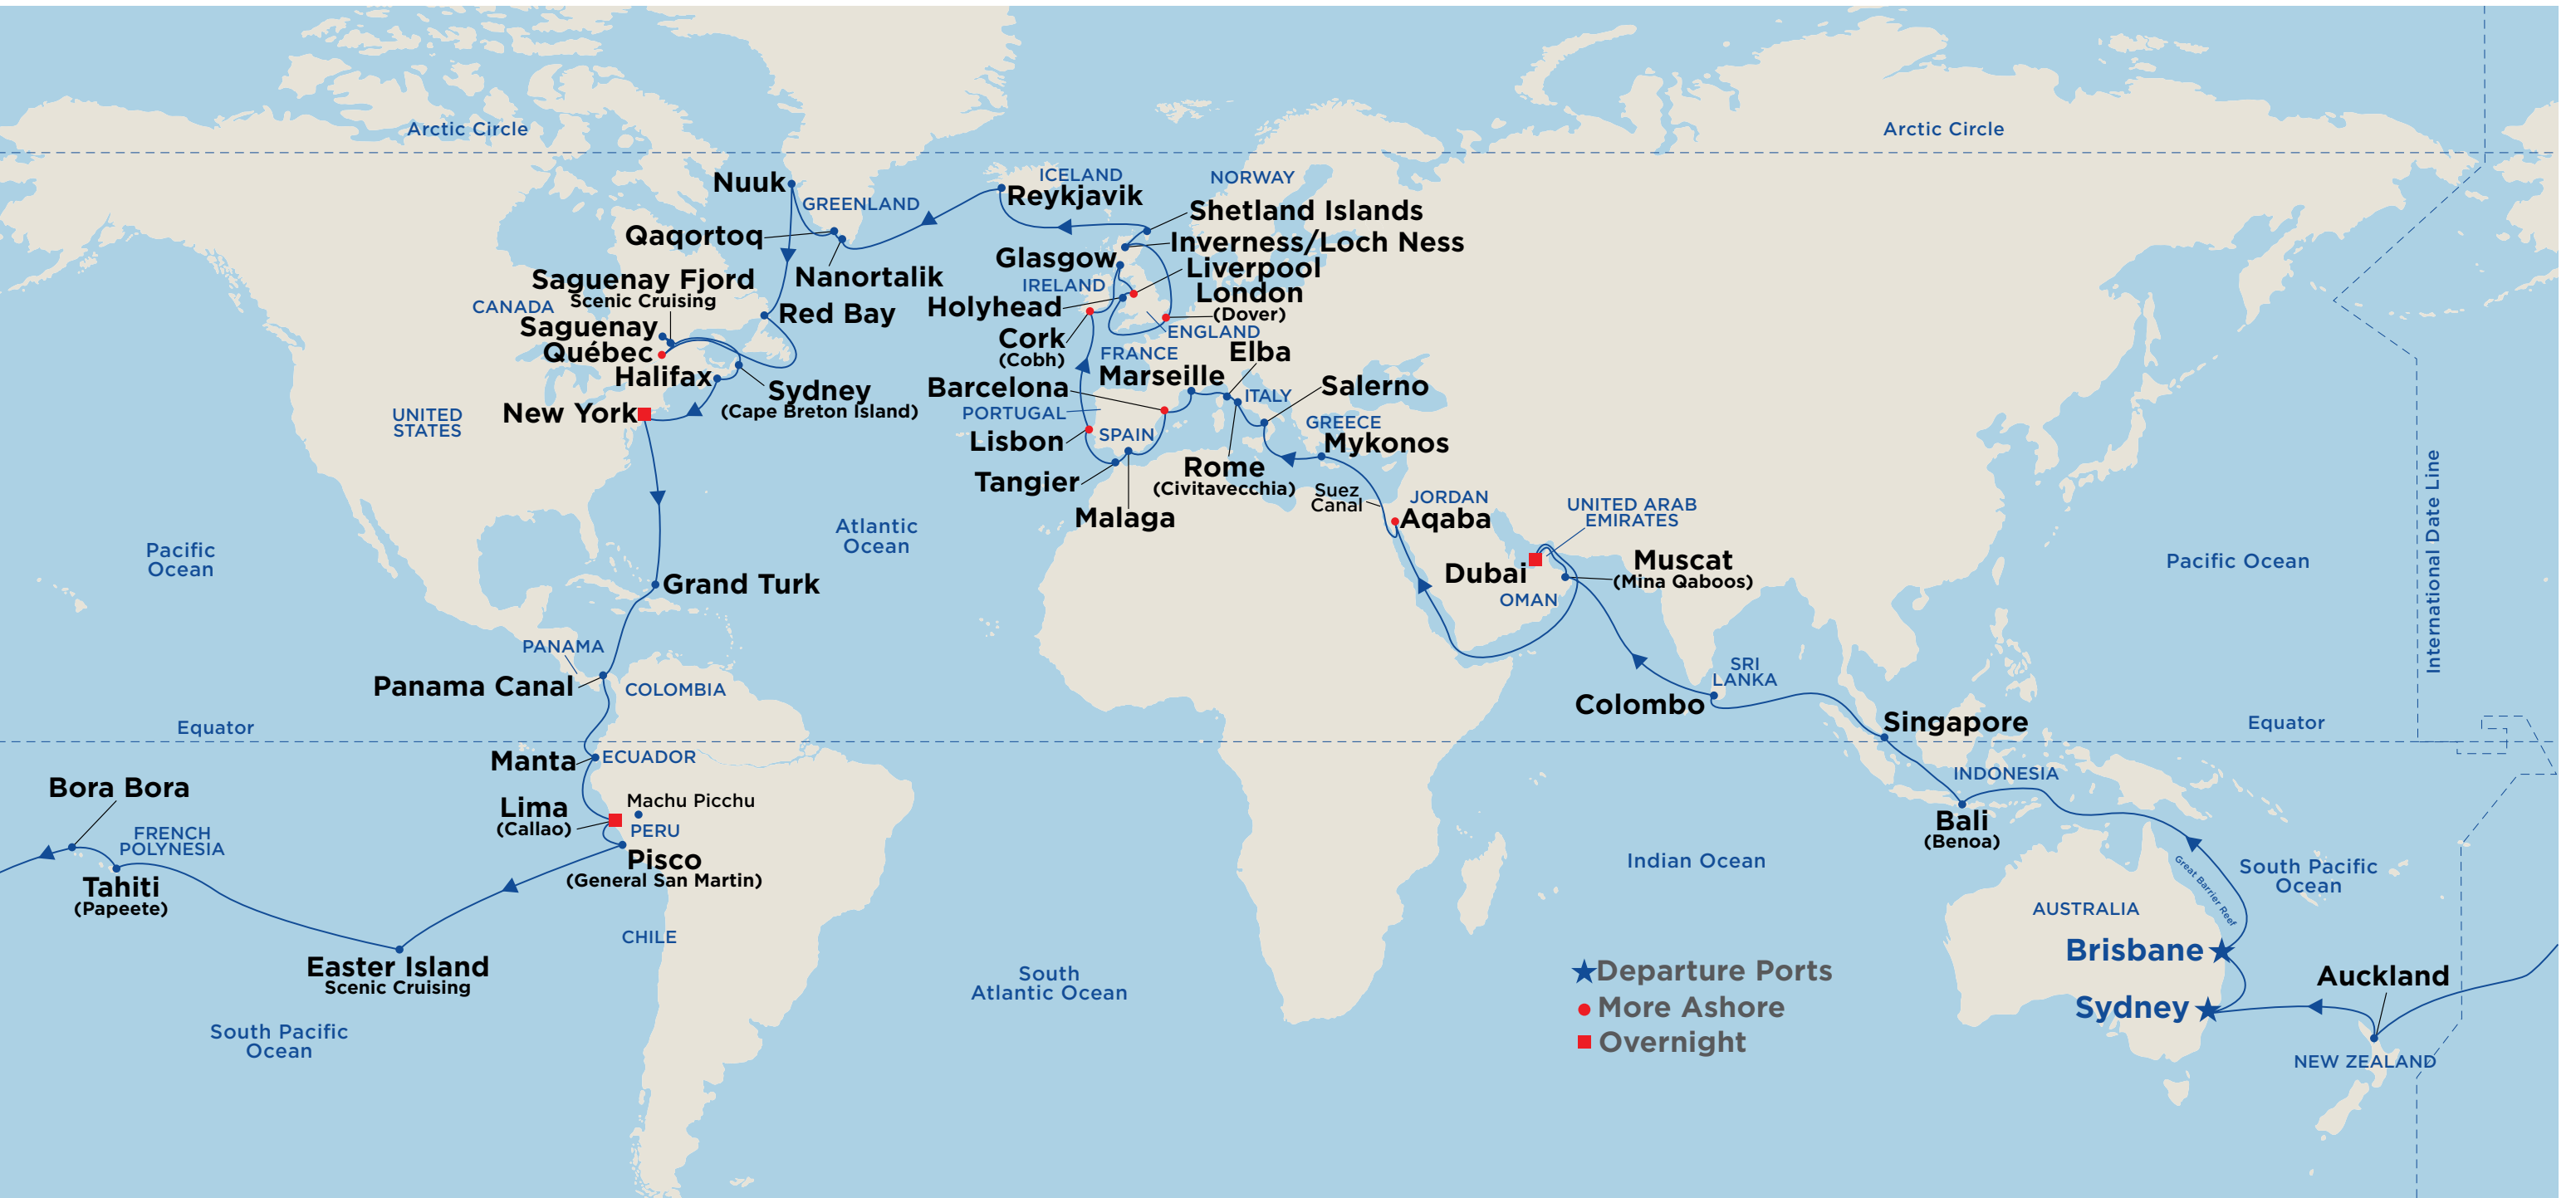 Arctic Circle
Arctic Circle
Nuuk
GREENLAND
ICELAND
Reykjavik
NORWAY
Shetland Islands
Qaqortoq
Inverness/Loch Ness
Glasgow
Liverpool
Nanortalik
Saguenay Fjord
Scenic Cruising
IRELAND
London
(Dover)
CANADA
Holyhead
Red Bay
Saguenay
ENGLAND
Cork
(Cobh)
Québec
FRANCE
Elba
Halifax
Marseille
Sydney
(Cape Breton Island)
Barcelona
Salerno
ITALY
New York
UNITED
STATES
PORTUGAL
GREECE
Lisbon
SPAIN
Mykonos
Tangier
Rome
(Civitavecchia)
Suez
Canal
JORDAN
Aqaba
UNITED ARAB
EMIRATES
Malaga
Atlantic
Ocean
Pacific
Ocean
Pacific Ocean
International Date Line
Dubai
Muscat
(Mina Qaboos)
OMAN
Grand Turk
PANAMA
Panama Canal
COLOMBIA
SRI
LANKA
Colombo
Singapore
Equator
Equator
Manta
ECUADOR
INDONESIA
Bora Bora
Lima
(Callao)
Machu Picchu
PERU
FRENCH
POLYNESIA
Bali
(Benoa)
Pisco
(General San Martin)
Indian Ocean
Great Barrier Reef
South Pacific
Ocean
Tahiti
(Papeete)
AUSTRALIA
CHILE
Brisbane
Easter Island
Scenic Cruising
South
Atlantic Ocean
Departure Ports
More Ashore
Overnight
Auckland
Sydney
South Pacific
Ocean
NEW ZEALAND